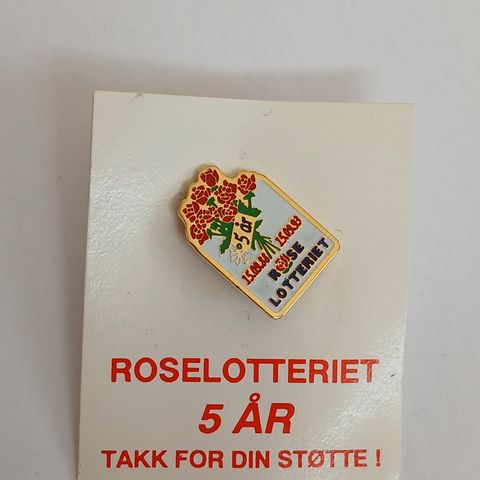 5 år
ROSE
LOTTERIET
ROSELOTTERIET
5 ÅR
TAKK FOR DIN STØTTE !